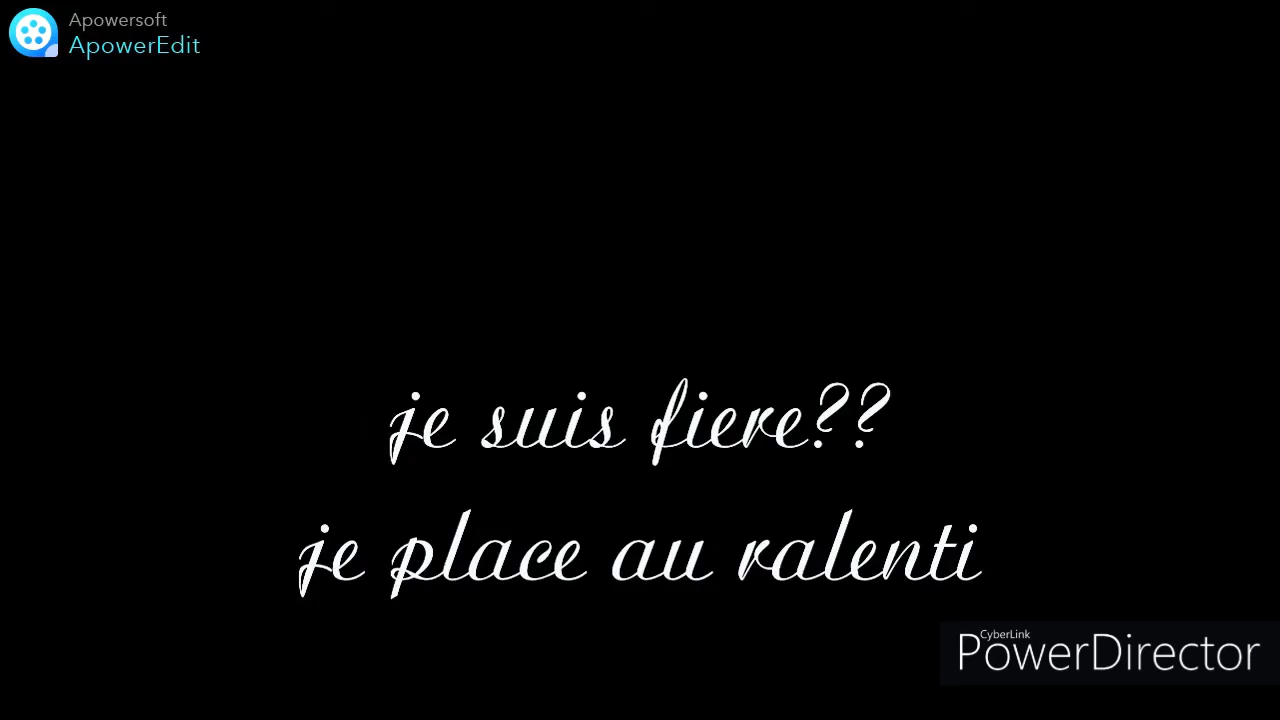 Apowersoft
ApowerEdit
je suis fiere??
je place au ralenti
CyberLink
PowerDirector